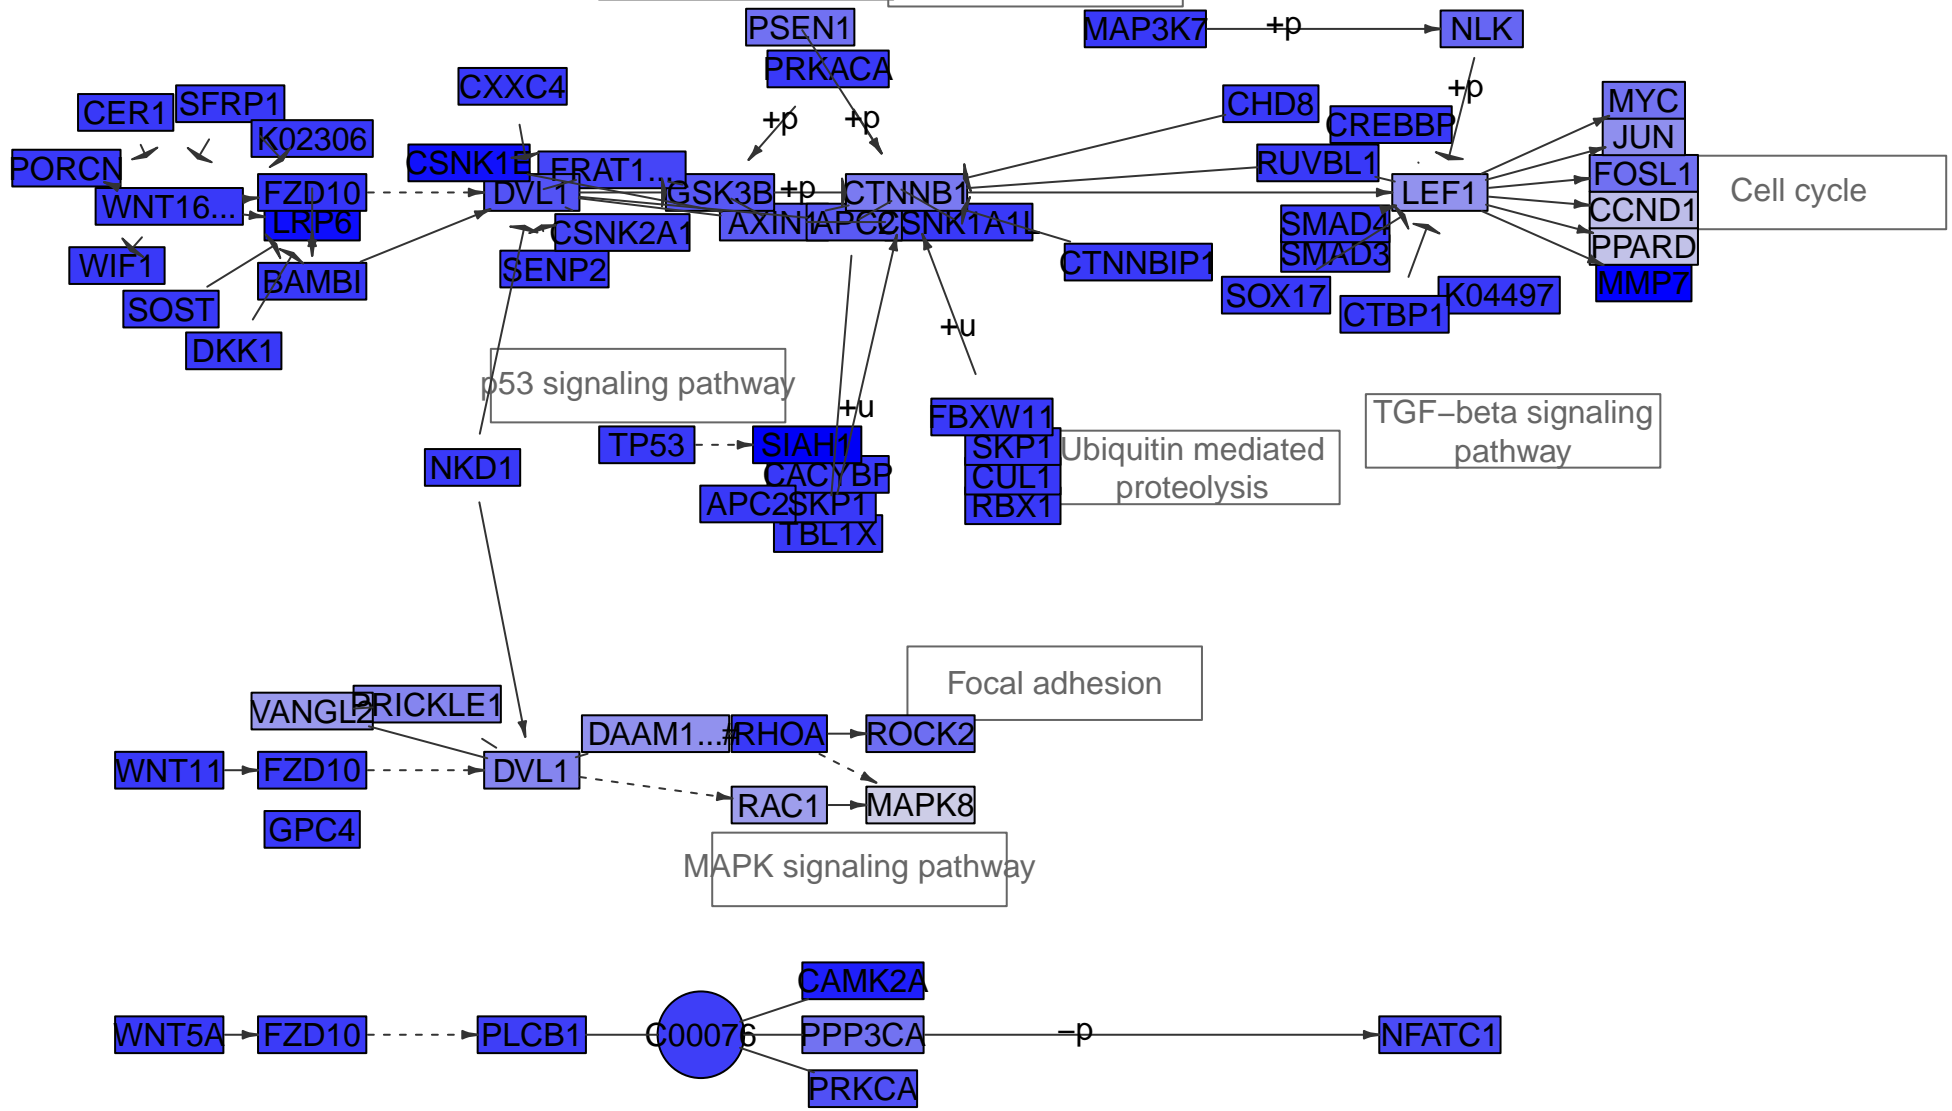 PSEN1
MAP3K7
+p
NLK
PRKACA
CXXC4
+p
CER1
SFRP1
CHD8
MYC
+p
+p
CREBBP
JUN
K02306
PORCN
CSNK1E
FRAT1...
RUVBL1
FOSL1
Cell cycle
WNT16...
FZD10
DVL1
GSK3B
+p
CTNNB1
LEF1
CCND1
LRP6
AXIN1
APC2
CSNK1A1L
SMAD4
CSNK2A1
PPARD
WIF1
BAMBI
SENP2
CTNNBIP1
SMAD3
MMP7
SOST
SOX17
K04497
CTBP1
DKK1
+u
p53 signaling pathway
+u
FBXW11
TGF−beta signaling
pathway
TP53
SIAH1
SKP1
Ubiquitin mediated
proteolysis
NKD1
CACYBP
CUL1
APC2
SKP1
RBX1
TBL1X
Focal adhesion
VANGL2
PRICKLE1
DAAM1...#
RHOA
ROCK2
WNT11
FZD10
DVL1
RAC1
MAPK8
GPC4
MAPK signaling pathway
CAMK2A
WNT5A
FZD10
PLCB1
C00076
PPP3CA
−p
NFATC1
PRKCA